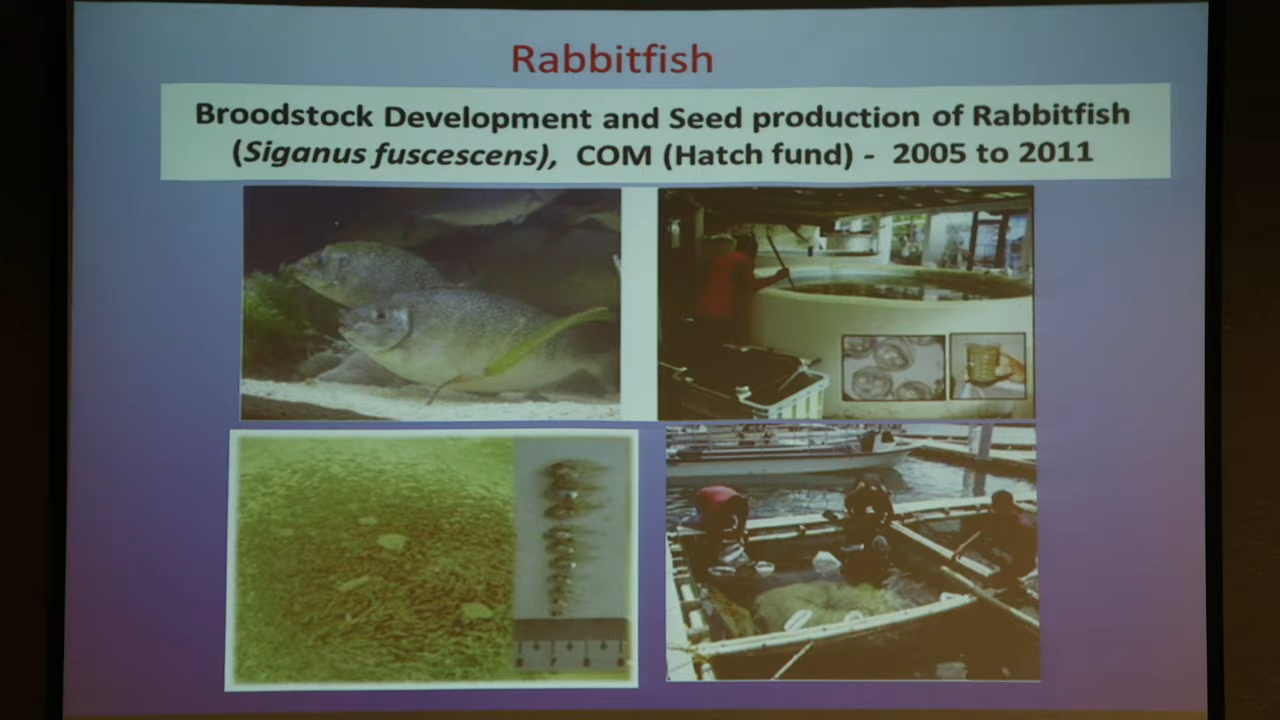 Rabbitfish
Broodstock Development and Seed production of Rabbitfish
(Siganus fuscescens), COM (Hatch fund) - 2005 to 2011